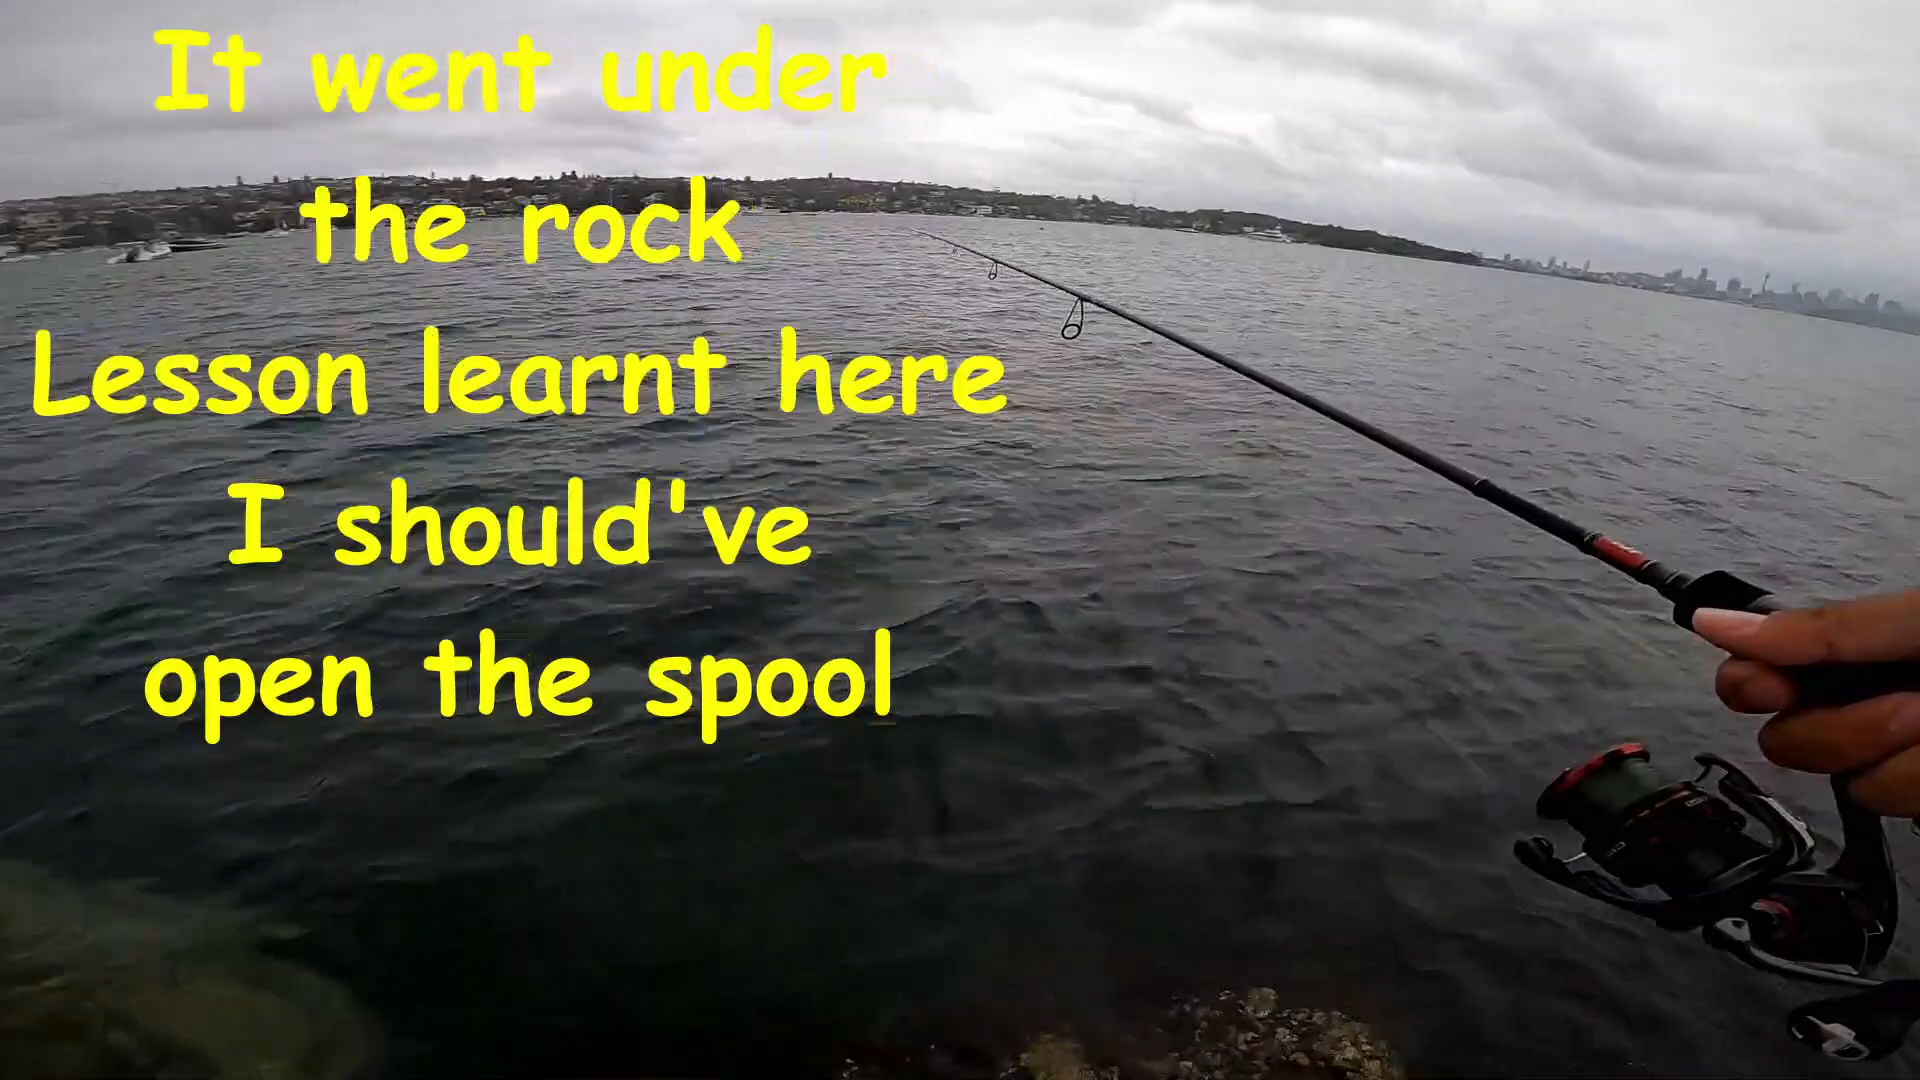 It went under
the rock
Lesson learnt here
I should've
open the spool